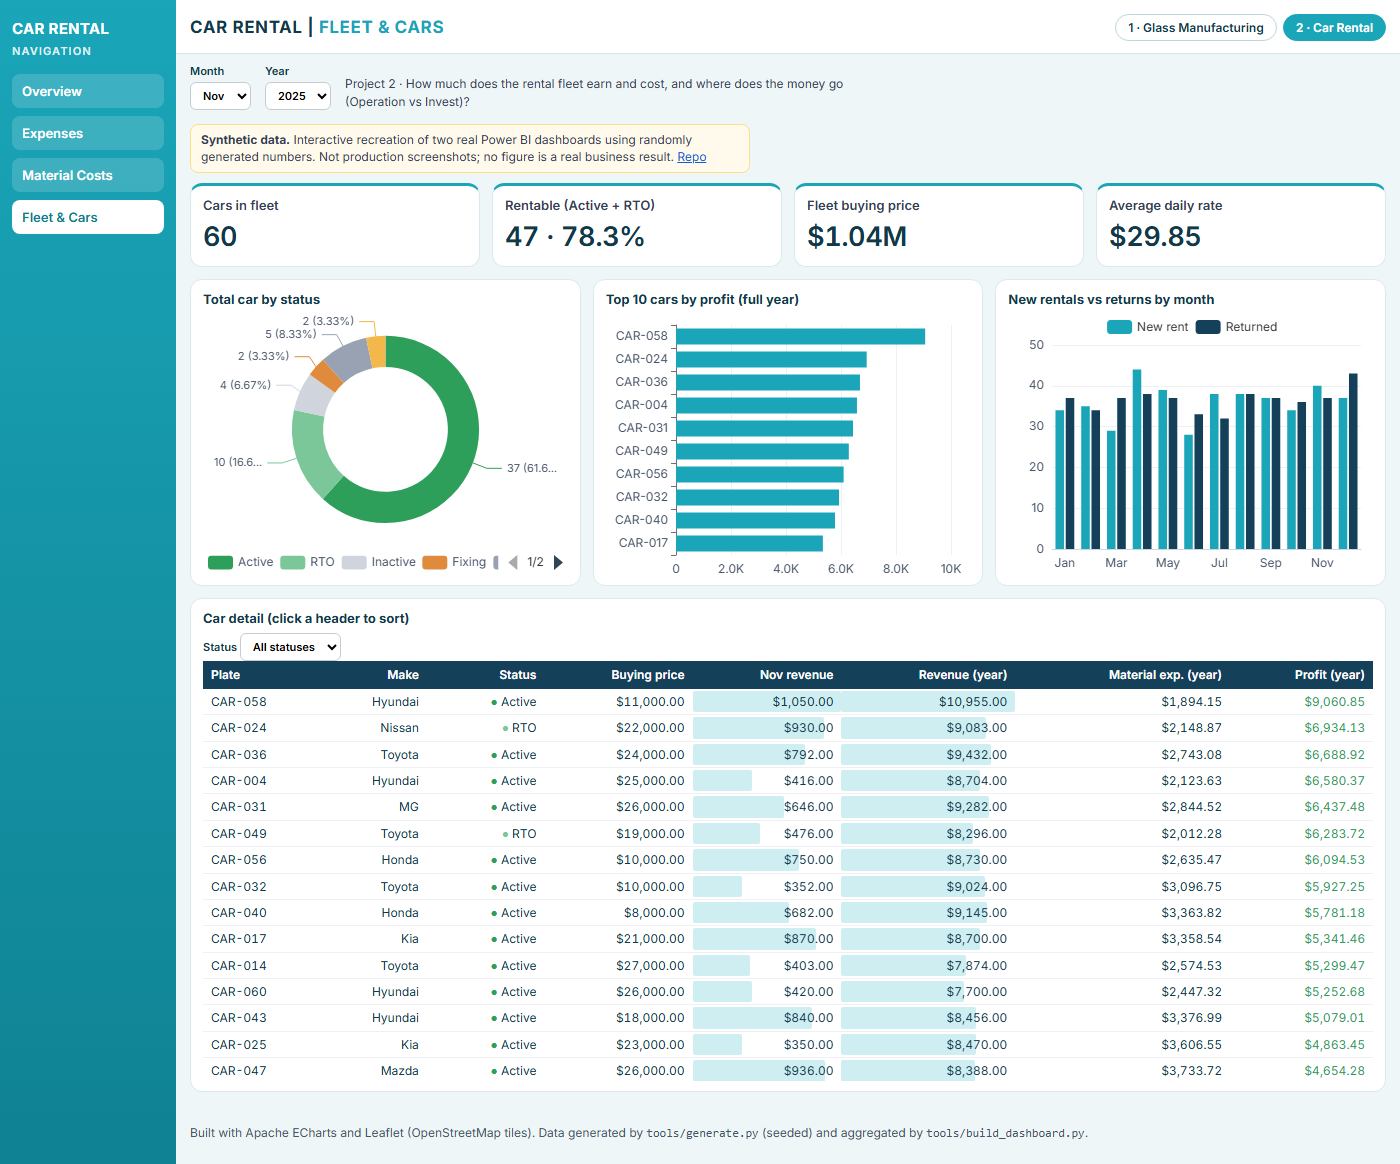 CAR RENTAL
NAVIGATION
Overview
Expenses
Material Costs
Fleet & Cars
CAR RENTAL | FLEET & CARS
1 · Glass Manufacturing
2 · Car Rental
Month
Year
Nov
2025
Project 2 · How much does the rental fleet earn and cost, and where does the money go
(Operation vs Invest)?
Synthetic data. Interactive recreation of two real Power BI dashboards using randomly
generated numbers. Not production screenshots; no figure is a real business result. Repo
Cars in fleet
60
Rentable (Active + RTO)
47 · 78.3%
Fleet buying price
$1.04M
Average daily rate
$29.85
Total car by status
2 (3.33%)
5 (8.33%)
2 (3.33%)
4 (6.67%)
10 (16.6...
37 (61.6...
Active RTO Inactive Fixing 1/2
Top 10 cars by profit (full year)
CAR-058
CAR-024
CAR-036
CAR-004
CAR-031
CAR-049
CAR-056
CAR-032
CAR-040
CAR-017
0 2.0K 4.0K 6.0K 8.0K 10K
New rentals vs returns by month
New rent Returned
50
40
30
20
10
0
Jan Mar May Jul Sep Nov
Car detail (click a header to sort)
Status All statuses
Plate Make Status Buying price Nov revenue Revenue (year) Material exp. (year) Profit (year)
CAR-058 Hyundai ● Active $11,000.00 $1,050.00 $10,955.00 $1,894.15 $9,060.85
CAR-024 Nissan ● RTO $22,000.00 $930.00 $9,083.00 $2,148.87 $6,934.13
CAR-036 Toyota ● Active $24,000.00 $792.00 $9,432.00 $2,743.08 $6,688.92
CAR-004 Hyundai ● Active $25,000.00 $416.00 $8,704.00 $2,123.63 $6,580.37
CAR-031 MG ● Active $26,000.00 $646.00 $9,282.00 $2,844.52 $6,437.48
CAR-049 Toyota ● RTO $19,000.00 $476.00 $8,296.00 $2,012.28 $6,283.72
CAR-056 Honda ● Active $10,000.00 $750.00 $8,730.00 $2,635.47 $6,094.53
CAR-032 Toyota ● Active $10,000.00 $352.00 $9,024.00 $3,096.75 $5,927.25
CAR-040 Honda ● Active $8,000.00 $682.00 $9,145.00 $3,363.82 $5,781.18
CAR-017 Kia ● Active $21,000.00 $870.00 $8,700.00 $3,358.54 $5,341.46
CAR-014 Toyota ● Active $27,000.00 $403.00 $7,874.00 $2,574.53 $5,299.47
CAR-060 Hyundai ● Active $26,000.00 $420.00 $7,700.00 $2,447.32 $5,252.68
CAR-043 Hyundai ● Active $18,000.00 $840.00 $8,456.00 $3,376.99 $5,079.01
CAR-025 Kia ● Active $23,000.00 $350.00 $8,470.00 $3,606.55 $4,863.45
CAR-047 Mazda ● Active $26,000.00 $936.00 $8,388.00 $3,733.72 $4,654.28
Built with Apache ECharts and Leaflet (OpenStreetMap tiles). Data generated by tools/generate.py (seeded) and aggregated by tools/build_dashboard.py.